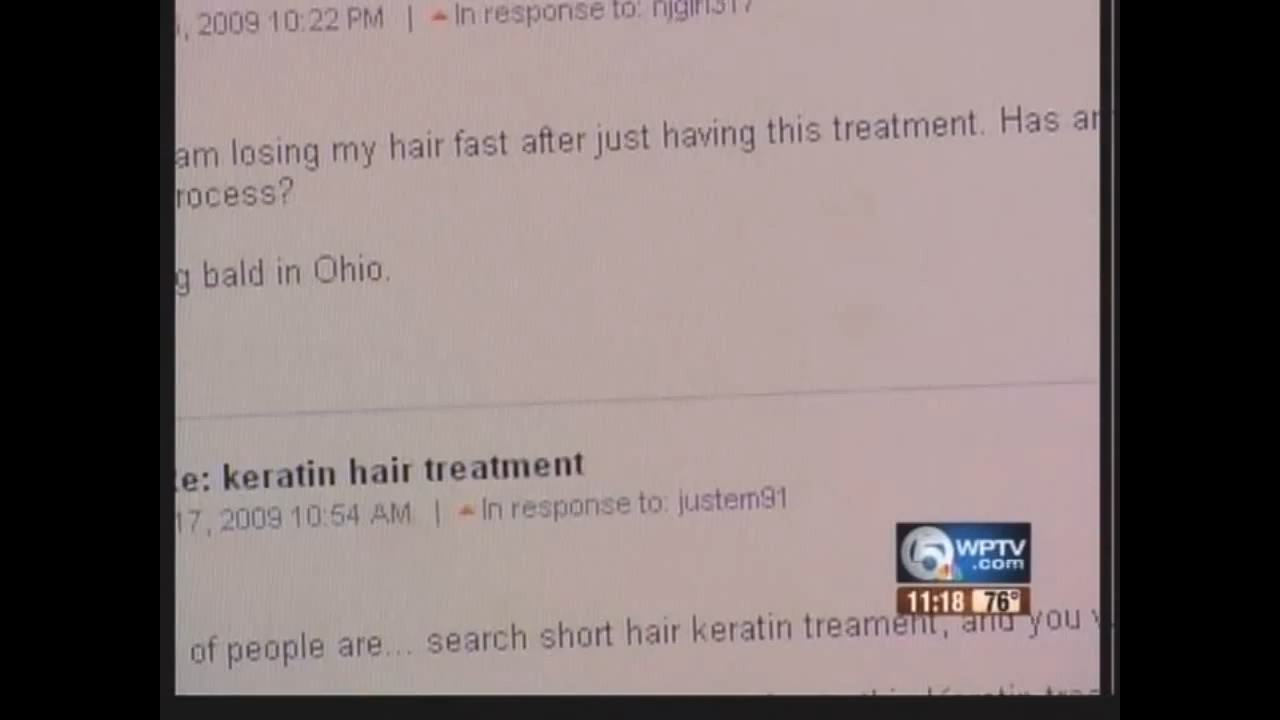 , 2009 10:22 PM | In response to: njgirl317
am losing my hair fast after just having this treatment. Has an
rocess?
g bald in Ohio.
e: keratin hair treatment
17, 2009 10:54 AM | In response to: justem91
of people are... search short hair keratin treament, and you
5 WPTV
.com
11:18 76°